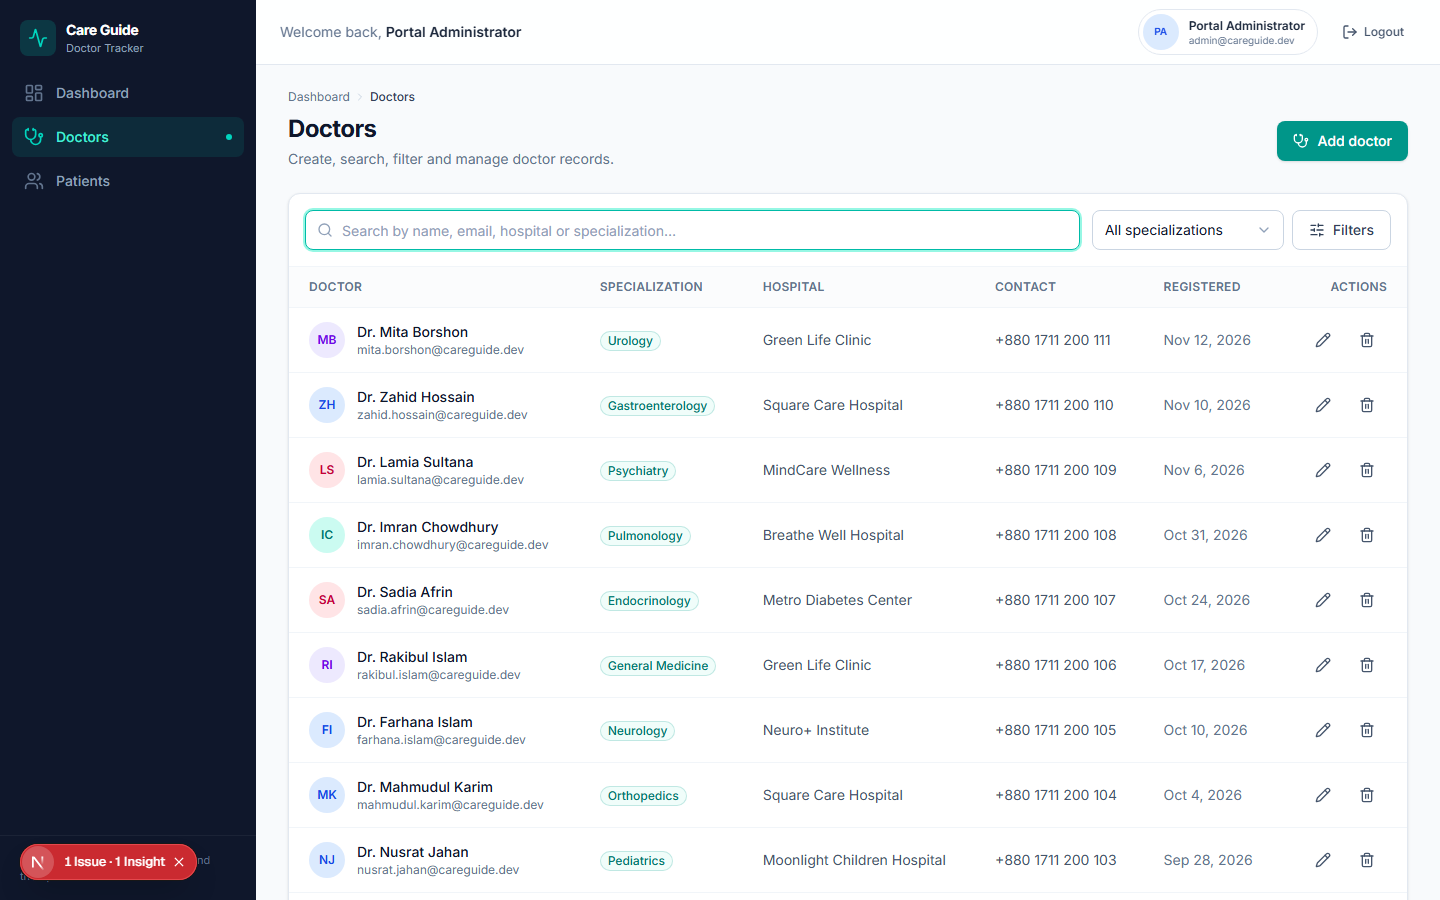 Care Guide
Doctor Tracker
Dashboard
Doctors
Patients
1 Issue · 1 Insight
nd
Welcome back, Portal Administrator
PA
Portal Administrator
admin@careguide.dev
Logout
Dashboard
Doctors
Doctors
Create, search, filter and manage doctor records.
Add doctor
Search by name, email, hospital or specialization...
All specializations
Filters
DOCTOR SPECIALIZATION HOSPITAL CONTACT REGISTERED ACTIONS
MB Dr. Mita Borshon Urology Green Life Clinic +880 1711 200 111 Nov 12, 2026
mita.borshon@careguide.dev
ZH Dr. Zahid Hossain Gastroenterology Square Care Hospital +880 1711 200 110 Nov 10, 2026
zahid.hossain@careguide.dev
LS Dr. Lamia Sultana Psychiatry MindCare Wellness +880 1711 200 109 Nov 6, 2026
lamia.sultana@careguide.dev
IC Dr. Imran Chowdhury Pulmonology Breathe Well Hospital +880 1711 200 108 Oct 31, 2026
imran.chowdhury@careguide.dev
SA Dr. Sadia Afrin Endocrinology Metro Diabetes Center +880 1711 200 107 Oct 24, 2026
sadia.afrin@careguide.dev
RI Dr. Rakibul Islam General Medicine Green Life Clinic +880 1711 200 106 Oct 17, 2026
rakibul.islam@careguide.dev
FI Dr. Farhana Islam Neurology Neuro+ Institute +880 1711 200 105 Oct 10, 2026
farhana.islam@careguide.dev
MK Dr. Mahmudul Karim Orthopedics Square Care Hospital +880 1711 200 104 Oct 4, 2026
mahmudul.karim@careguide.dev
NJ Dr. Nusrat Jahan Pediatrics Moonlight Children Hospital +880 1711 200 103 Sep 28, 2026
nusrat.jahan@careguide.dev